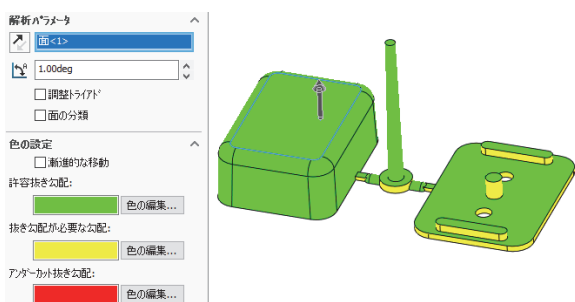 解析パラメータ
面<1>
1.00deg
調整トライアド
面の分類
色の設定
漸進的な移動
許容抜き勾配:
色の編集...
抜き勾配が必要な勾配:
色の編集...
アンダーカット抜き勾配:
色の編集...